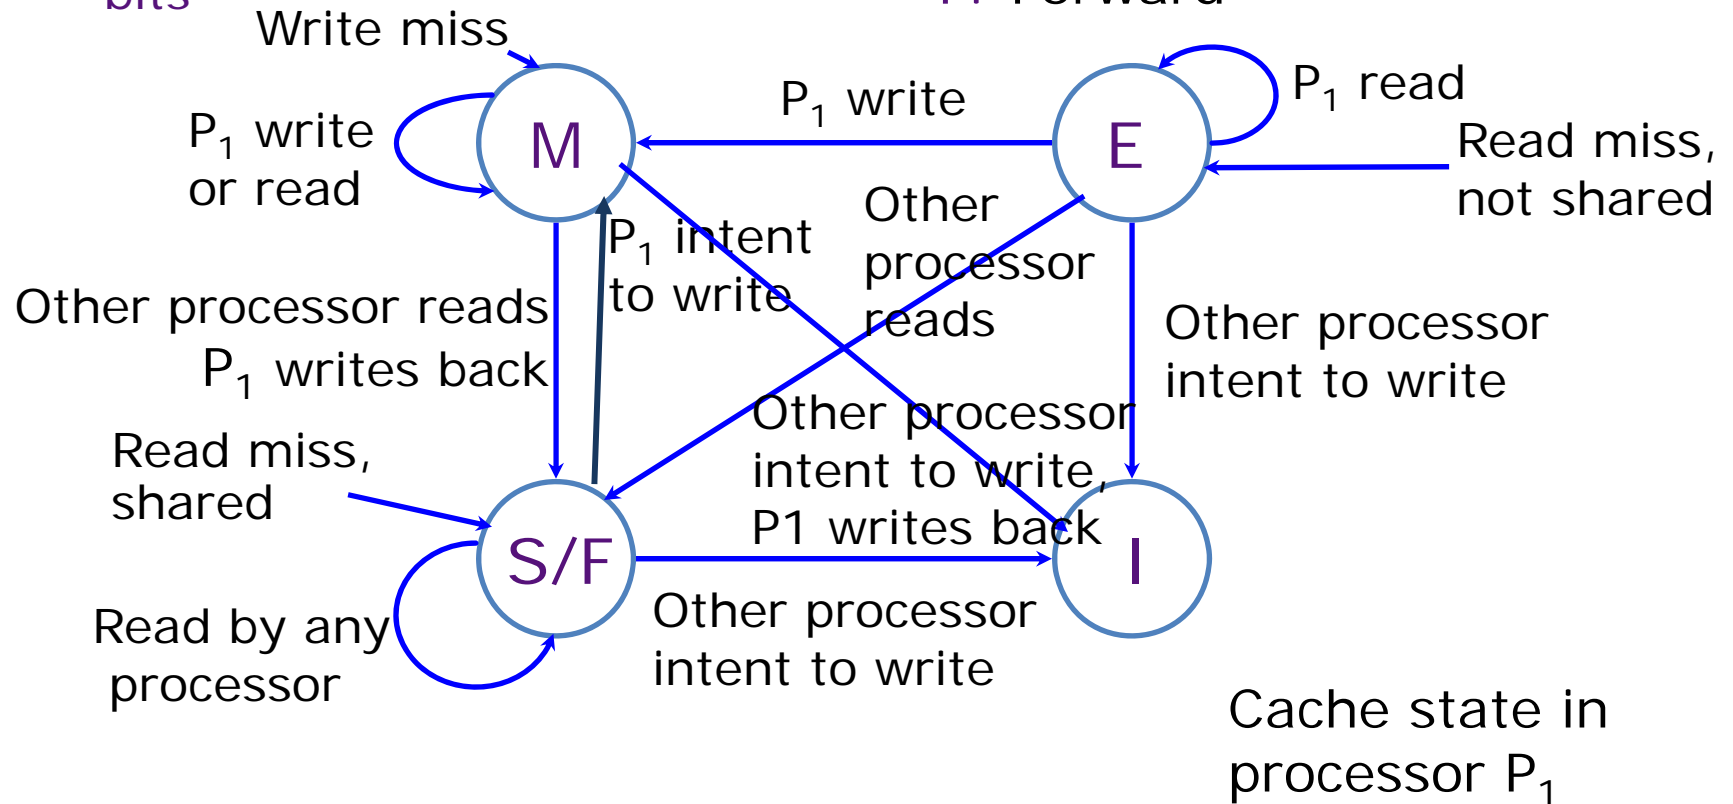 bits
F: Forward
Write miss
P1 write
P1 read
P1 write
or read
M
E
Read miss,
not shared
Other
processor
reads
P1 intent
to write
Other processor reads
P1 writes back
Other processor
intent to write
Other processor
intent to write,
P1 writes back
Read miss,
shared
S/F
I
Read by any
processor
Other processor
intent to write
Cache state in
processor P1